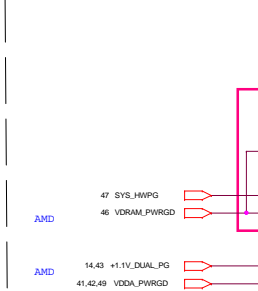 47 SYS_HWPG
46 VDRAM_PWRGD
AMD
14,43 +1.1V_DUAL_PG
AMD
41,42,49 VDDA_PWRGD